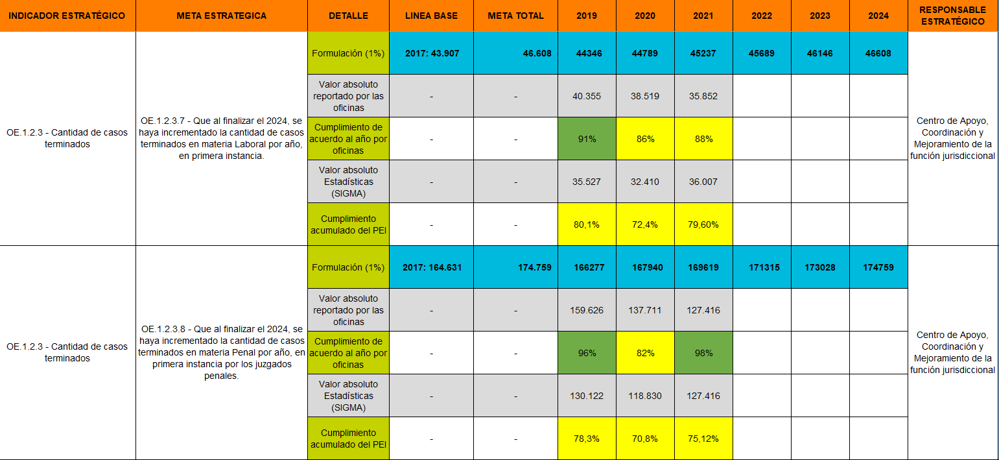 INDICADOR ESTRATÉGICO META ESTRATEGICA DETALLE LINEA BASE META TOTAL 2019 2020 2021 2022 2023 2024 RESPONSABLE
ESTRATÉGICO
OE.1.2.3 - Cantidad de casos
terminados
OE.1.2.3.7 - Que al finalizar el 2024, se
haya incrementado la cantidad de casos
terminados en materia Laboral por año,
en primera instancia.
Formulación (1%) 2017: 43.907 46.608 44346 44789 45237 45689 46146 46608
Valor absoluto
reportado por las
oficinas
- - 40.355 38.519 35.852
Cumplimiento de
acuerdo al año por
oficinas
- - 91% 86% 88%
Valor absoluto
Estadísticas
(SIGMA)
- - 35.527 32.410 36.007
Cumplimiento
acumulado del PEI
- - 80,1% 72,4% 79,60%
Centro de Apoyo,
Coordinación y
Mejoramiento de la
función jurisdiccional
OE.1.2.3 - Cantidad de casos
terminados
OE.1.2.3.8 - Que al finalizar el 2024, se
haya incrementado la cantidad de casos
terminados en materia Penal por año, en
primera instancia por los juzgados
penales.
Formulación (1%) 2017: 164.631 174.759 166277 167940 169619 171315 173028 174759
Valor absoluto
reportado por las
oficinas
- - 159.626 137.711 127.416
Cumplimiento de
acuerdo al año por
oficinas
- - 96% 82% 98%
Valor absoluto
Estadísticas
(SIGMA)
- - 130.122 118.830 127.416
Cumplimiento
acumulado del PEI
- - 78,3% 70,8% 75,12%
Centro de Apoyo,
Coordinación y
Mejoramiento de la
función jurisdiccional